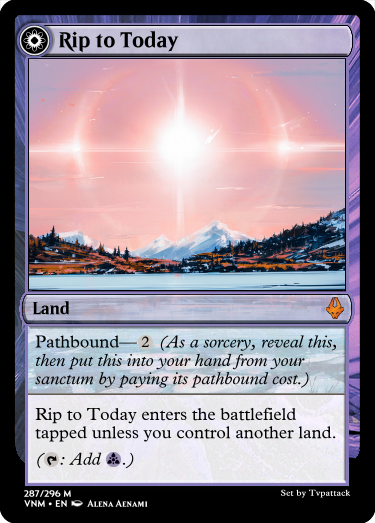 Rip to Today
Land
Pathbound—2 (As a sorcery, reveal this,
then put this into your hand from your
sanctum by paying its pathbound cost.)
Rip to Today enters the battlefield
tapped unless you control another land.
(: Add .)
287/296 M
VNM • EN Alena Aenami
Set by Tvpattack